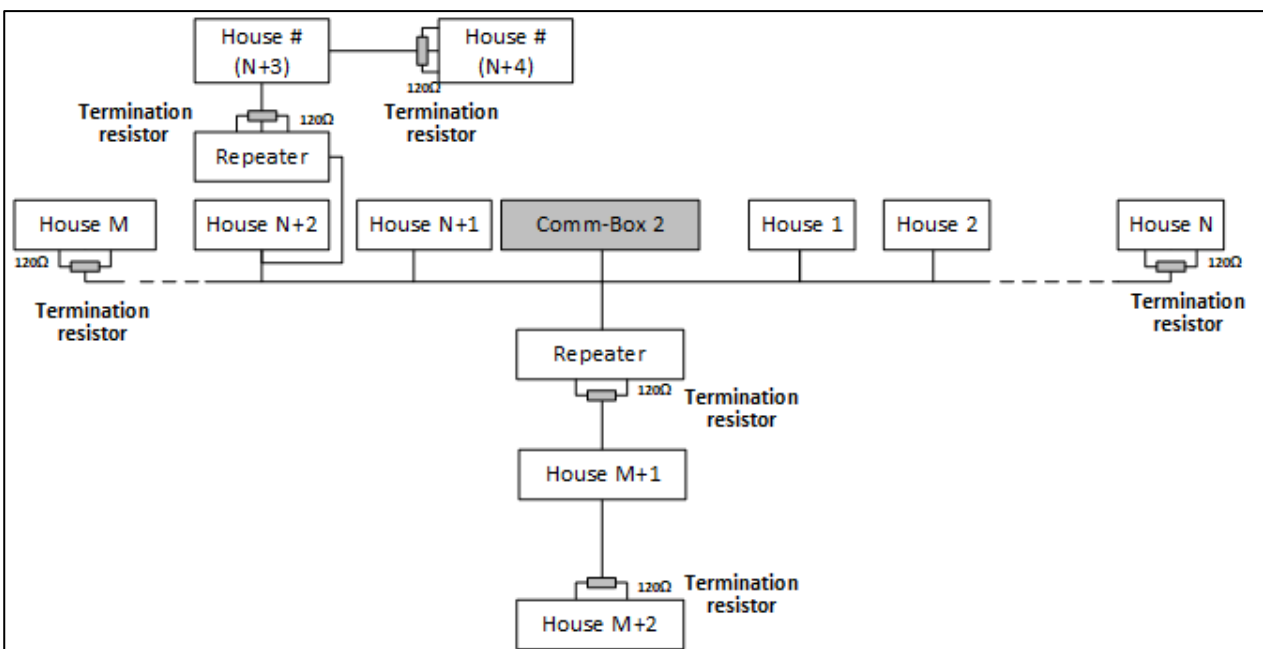 House #
(N+3)
House #
(N+4)
120Ω
Termination
resistor
Termination
resistor
120Ω
Repeater
House M
House N+2
House N+1
Comm-Box 2
House 1
House 2
House N
120Ω
120Ω
Termination
resistor
Termination
resistor
Repeater
120Ω
Termination
resistor
House M+1
120Ω
Termination
resistor
House M+2